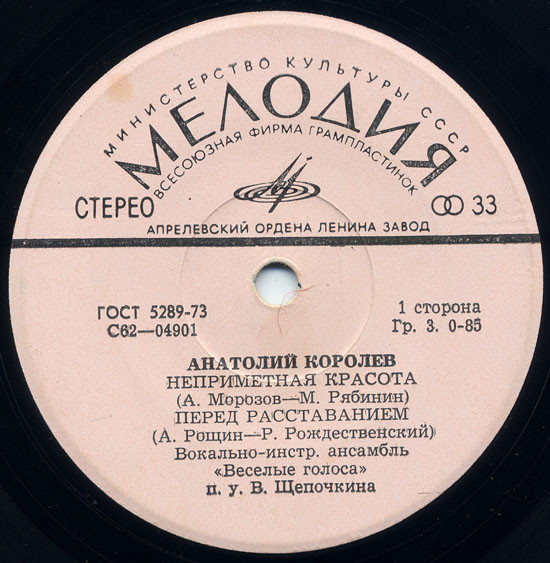 МИНИСТЕРСТВО КУЛЬТУРЫ СССР
МЕЛОДИЯ
ВСЕСОЮЗНАЯ ФИРМА ГРАМПЛАСТИНОК
СТЕРЕО
33
АПРЕЛЕВСКИЙ ОРДЕНА ЛЕНИНА ЗАВОД
ГОСТ 5289-73
С62—04901
1 сторона
Гр. 3. 0-85
АНАТОЛИЙ КОРОЛЕВ
НЕПРИМЕТНАЯ КРАСОТА
(А. Морозов—М. Рябинин)
ПЕРЕД РАССТАВАНИЕМ
(А. Рощин—Р. Рождественский)
Вокально-инстр. ансамбль
«Веселые голоса»
п. у. В. Щепочкина